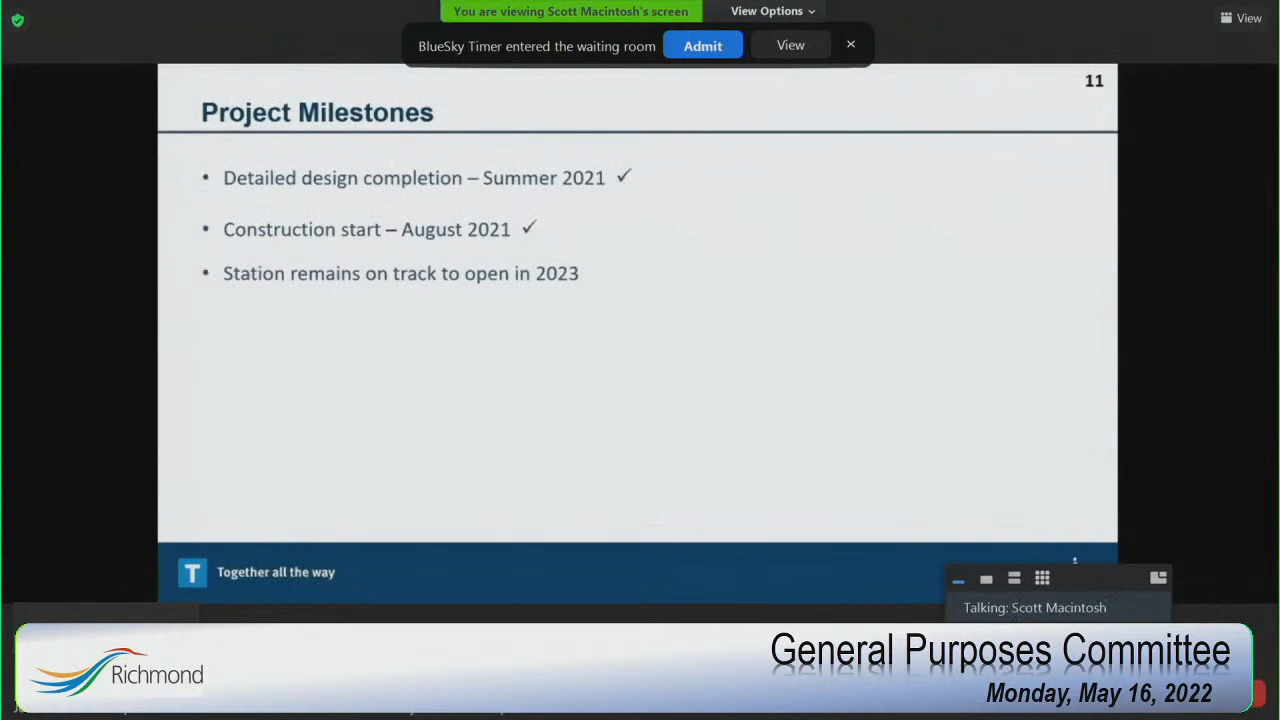 You are viewing Scott Macintosh's screen
View Options
View
BlueSky Timer entered the waiting room
Admit
View
11
Project Milestones
• Detailed design completion – Summer 2021 ✓
• Construction start – August 2021 ✓
• Station remains on track to open in 2023
T Together all the way
Talking: Scott Macintosh
General Purposes Committee
Richmond
Monday, May 16, 2022